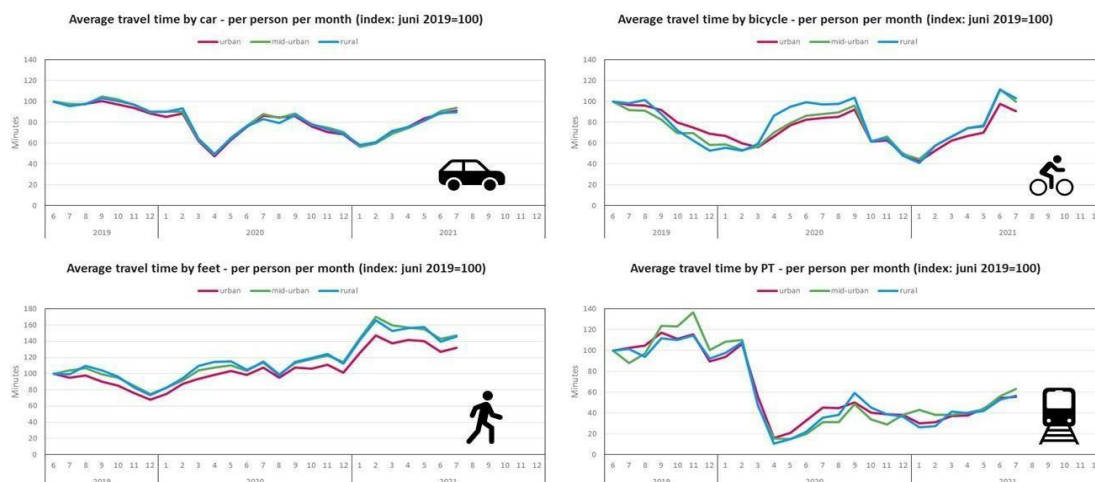 Average travel time by car - per person per month (index: juni 2019=100)
urban mid-urban rural
Minutes
140
120
100
80
60
40
20
0
6 7 8 9 10 11 12 1 2 3 4 5 6 7 8 9 10 11 12 1 2 3 4 5 6 7 8 9 10 11 12
2019 2020 2021
Average travel time by bicycle - per person per month (index: juni 2019=100)
urban mid-urban rural
Minutes
140
120
100
80
60
40
20
0
6 7 8 9 10 11 12 1 2 3 4 5 6 7 8 9 10 11 12 1 2 3 4 5 6 7 8 9 10 11 12
2019 2020 2021
Average travel time by feet - per person per month (index: juni 2019=100)
urban mid-urban rural
Minutes
180
160
140
120
100
80
60
40
20
0
6 7 8 9 10 11 12 1 2 3 4 5 6 7 8 9 10 11 12 1 2 3 4 5 6 7 8 9 10 11 12
2019 2020 2021
Average travel time by PT - per person per month (index: juni 2019=100)
urban mid-urban rural
Minutes
140
120
100
80
60
40
20
0
6 7 8 9 10 11 12 1 2 3 4 5 6 7 8 9 10 11 12 1 2 3 4 5 6 7 8 9 10 11 12
2019 2020 2021